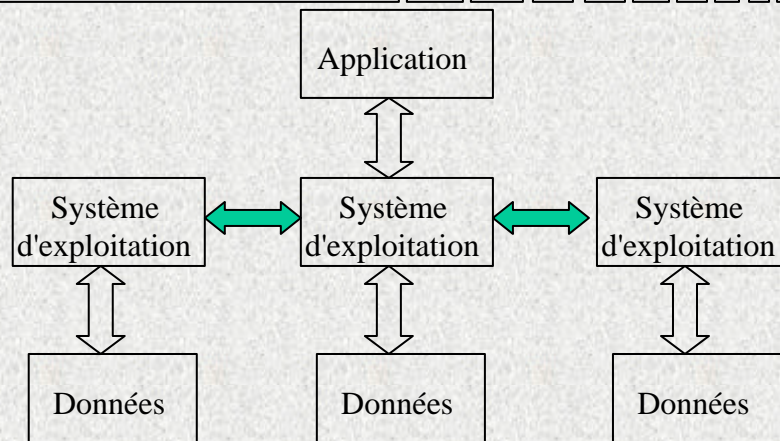 Application
Système
d'exploitation
Système
d'exploitation
Système
d'exploitation
Données
Données
Données